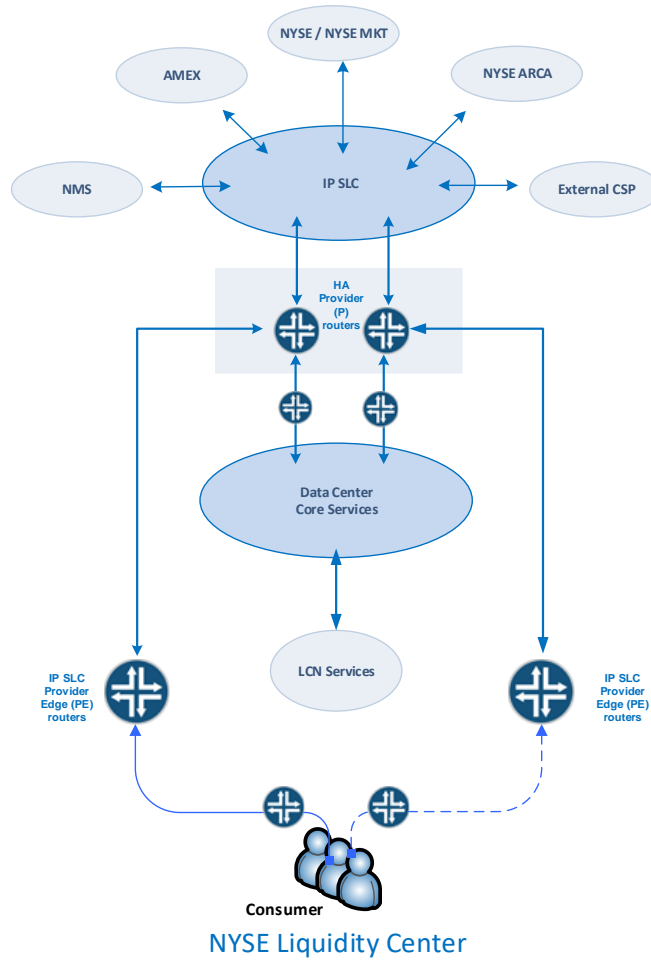 NYSE / NYSE MKT
AMEX
NYSE ARCA
IP SLC
NMS
External CSP
HA
Provider
(P)
routers
Data Center
Core Services
LCN Services
IP SLC
Provider
Edge (PE)
routers
IP SLC
Provider
Edge (PE)
routers
Consumer
NYSE Liquidity Center